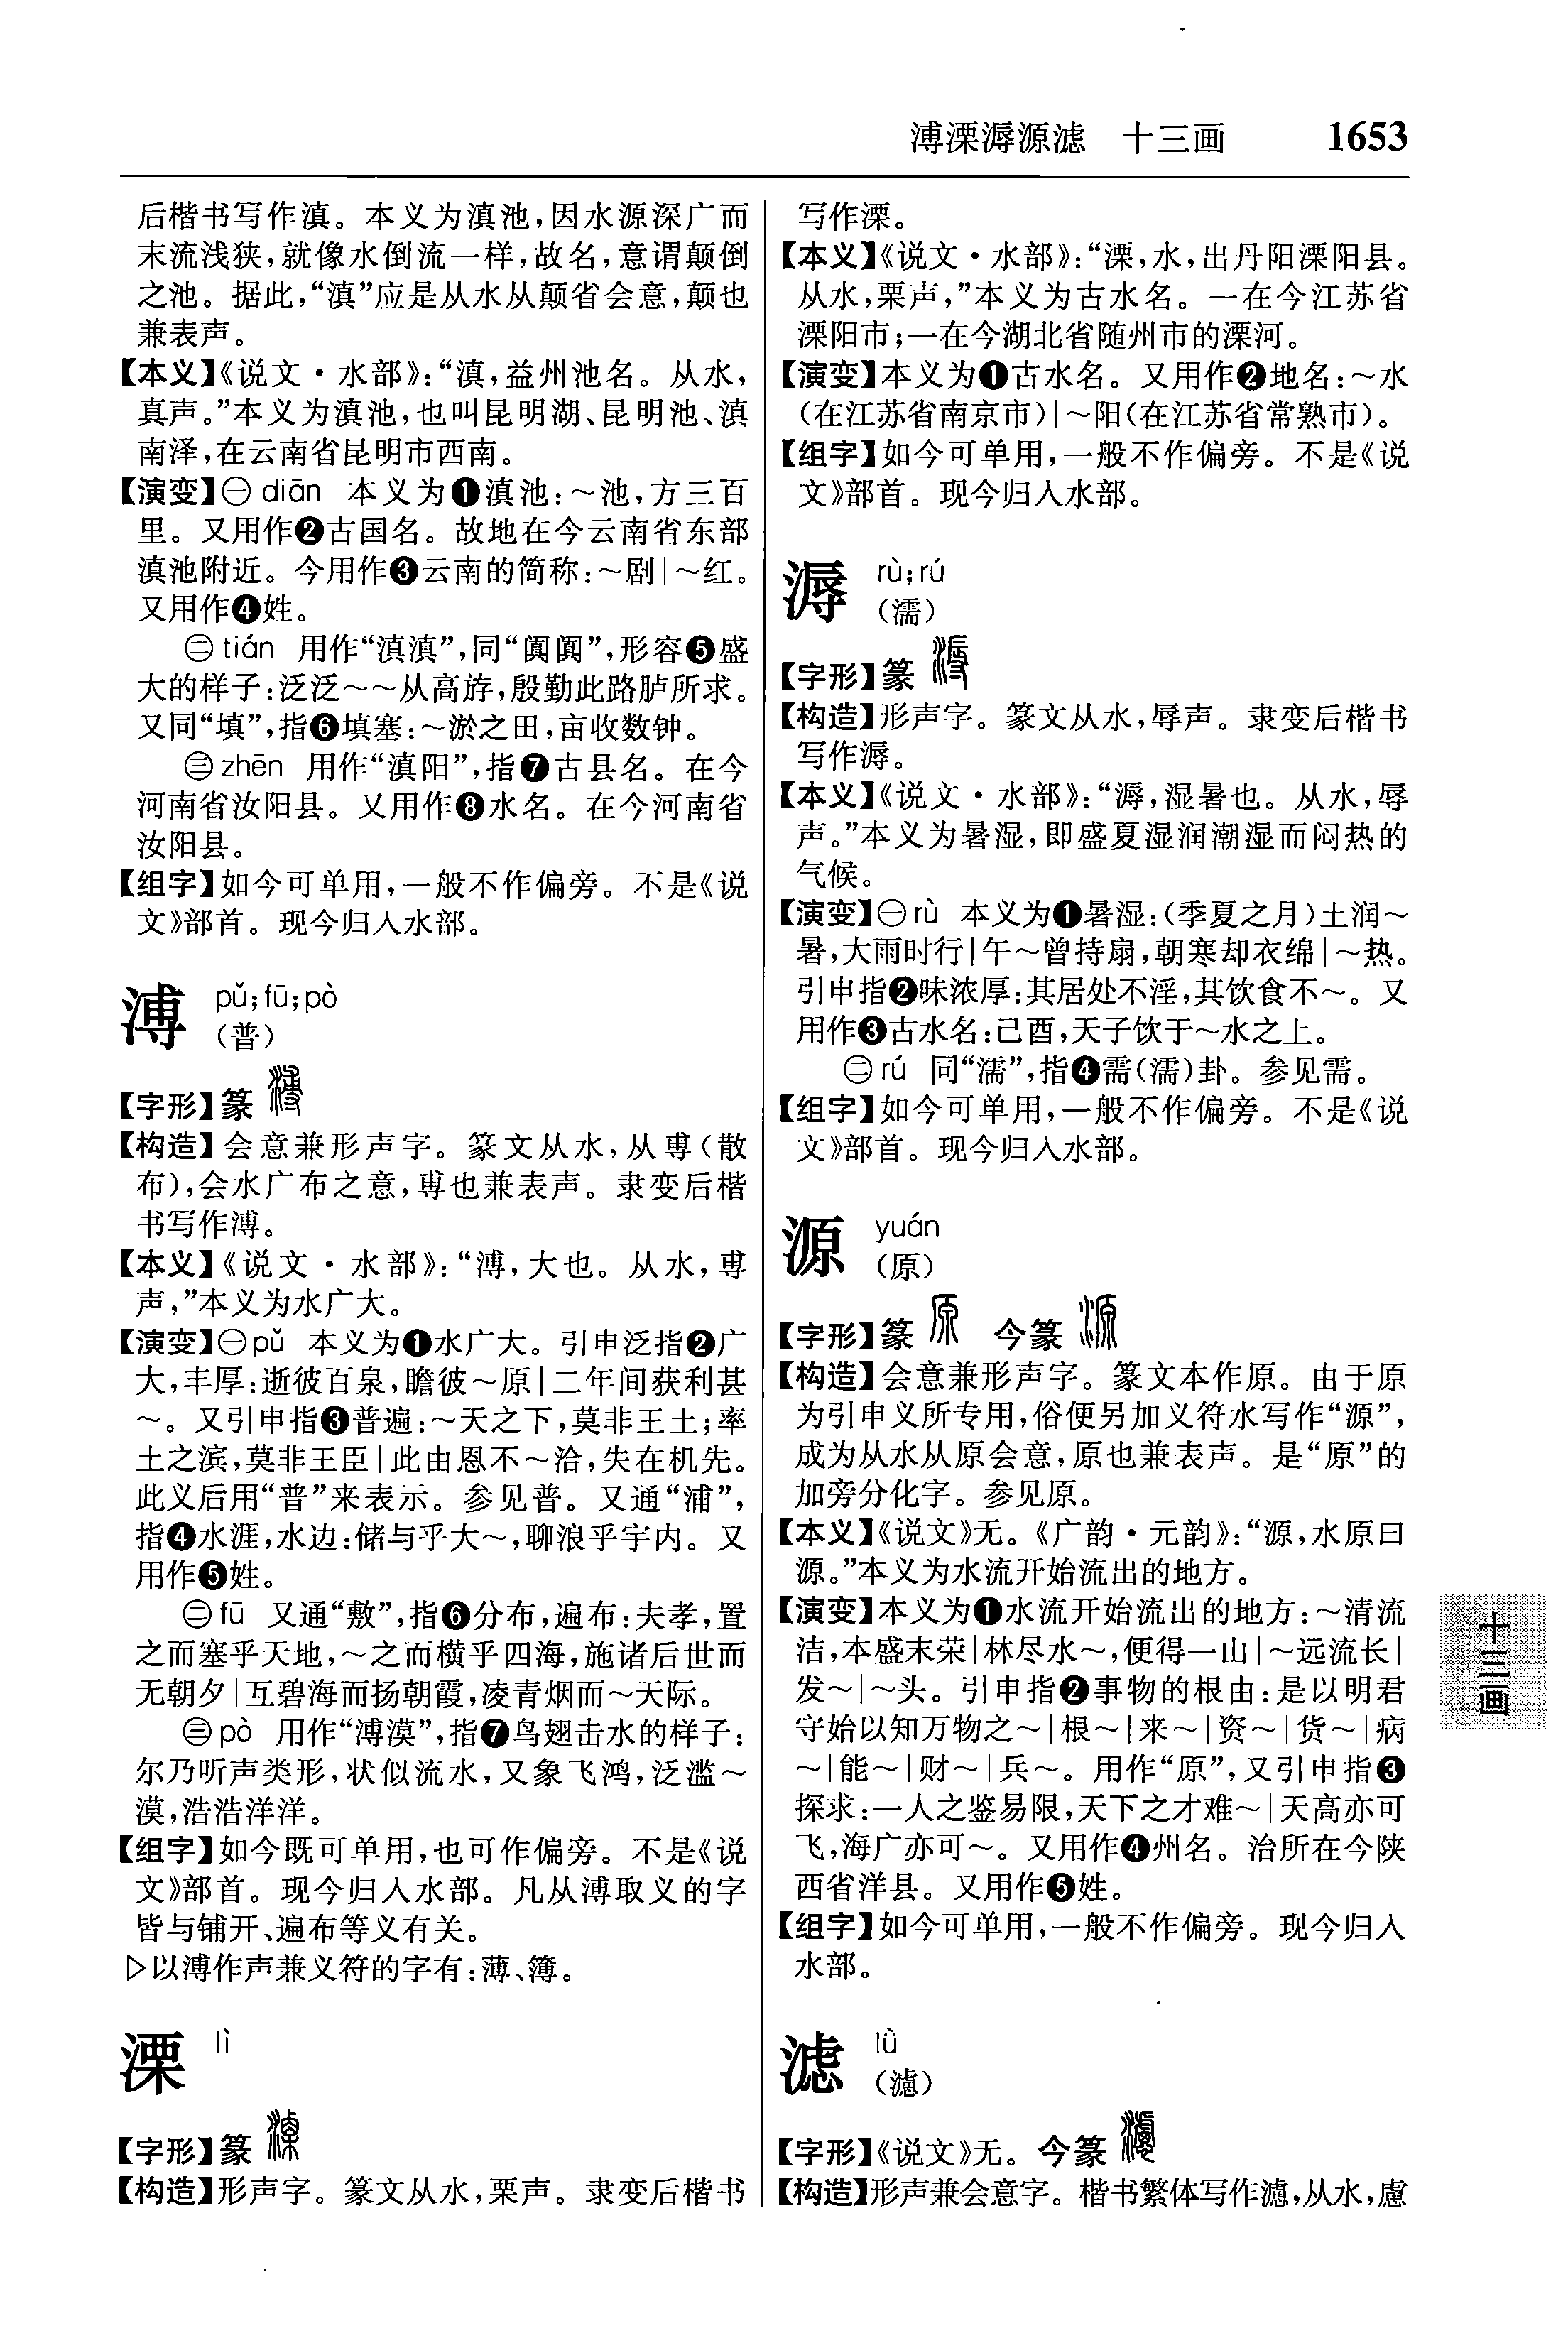 溥溧溽源滤 十三画 1653
后楷书写作滇。本义为滇池,因水源深广而
末流浅狭,就像水倒流一样,故名,意谓颠倒
之池。据此,“滇”应是从水从颠省会意,颠也
兼表声。
【本义】《说文·水部》:“滇,益州池名。从水,
真声。”本义为滇池,也叫昆明湖、昆明池、滇
南泽,在云南省昆明市西南。
【演变】㊀diān 本义为❶滇池:~池,方三百
里。又用作❷古国名。故地在今云南省东部
滇池附近。今用作❸云南的简称:~剧|~红。
又用作❹姓。
㊁tián 用作“滇滇”,同“阗阗”,形容❺盛
大的样子:泛泛~~从高斿,殷勤此路胪所求。
又同“填”,指❻填塞:~淤之田,亩收数钟。
㊂zhēn 用作“滇阳”,指❼古县名。在今
河南省汝阳县。又用作❽水名。在今河南省
汝阳县。
【组字】如今可单用,一般不作偏旁。不是《说
文》部首。现今归入水部。
溥 pǔ;fū;pò
(普)
【字形】篆
【构造】会意兼形声字。篆文从水,从尃(散
布),会水广布之意,尃也兼表声。隶变后楷
书写作溥。
【本义】《说文·水部》:“溥,大也。从水,尃
声,”本义为水广大。
【演变】㊀pǔ 本义为❶水广大。引申泛指❷广
大,丰厚:逝彼百泉,瞻彼~原|二年间获利甚
~。又引申指❸普遍:~天之下,莫非王土;率
土之滨,莫非王臣|此由恩不~洽,失在机先。
此义后用“普”来表示。参见普。又通“浦”,
指❹水涯,水边:储与乎大~,聊浪乎宇内。又
用作❺姓。
㊁fū 又通“敷”,指❻分布,遍布:夫孝,置
之而塞乎天地,~之而横乎四海,施诸后世而
无朝夕|互碧海而扬朝霞,凌青烟而~天际。
㊂pò 用作“溥漠”,指❼鸟翅击水的样子:
尔乃听声类形,状似流水,又象飞鸿,泛滥~
漠,浩浩洋洋。
【组字】如今既可单用,也可作偏旁。不是《说
文》部首。现今归入水部。凡从溥取义的字
皆与铺开、遍布等义有关。
▷以溥作声兼义符的字有:薄、簿。
溧 lì
【字形】篆
【构造】形声字。篆文从水,栗声。隶变后楷书
写作溧。
【本义】《说文·水部》:“溧,水,出丹阳溧阳县。
从水,栗声,”本义为古水名。一在今江苏省
溧阳市;一在今湖北省随州市的溧河。
【演变】本义为❶古水名。又用作❷地名:~水
(在江苏省南京市)|~阳(在江苏省常熟市)。
【组字】如今可单用,一般不作偏旁。不是《说
文》部首。现今归入水部。
溽 rù;rú
(濡)
【字形】篆
【构造】形声字。篆文从水,辱声。隶变后楷书
写作溽。
【本义】《说文·水部》:“溽,湿暑也。从水,辱
声。”本义为暑湿,即盛夏湿润潮湿而闷热的
气候。
【演变】㊀rù 本义为❶暑湿:(季夏之月)土润~
暑,大雨时行|午~曾持扇,朝寒却衣绵|~热。
引申指❷味浓厚:其居处不淫,其饮食不~。又
用作❸古水名:己酉,天子饮于~水之上。
㊁rú 同“濡”,指❹需(濡)卦。参见需。
【组字】如今可单用,一般不作偏旁。不是《说
文》部首。现今归入水部。
源 yuán
(原)
【字形】篆 今篆
【构造】会意兼形声字。篆文本作原。由于原
为引申义所专用,俗便另加义符水写作“源”,
成为从水从原会意,原也兼表声。是“原”的
加旁分化字。参见原。
【本义】《说文》无。《广韵·元韵》:“源,水原曰
源。”本义为水流开始流出的地方。
【演变】本义为❶水流开始流出的地方:~清流
洁,本盛末荣|林尽水~,便得一山|~远流长|
发~|~头。引申指❷事物的根由:是以明君
守始以知万物之~|根~|来~|资~|货~|病
~|能~|财~|兵~。用作“原”,又引申指❸
探求:一人之鉴易限,天下之才难~|天高亦可
飞,海广亦可~。又用作❹州名。治所在今陕
西省洋县。又用作❺姓。
【组字】如今可单用,一般不作偏旁。现今归入
水部。
滤 lǜ
(濾)
【字形】《说文》无。今篆
【构造】形声兼会意字。楷书繁体写作濾,从水,慮
十三画